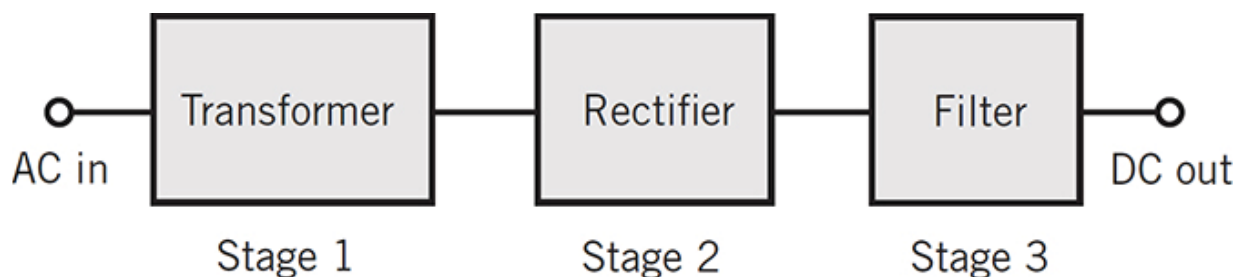 Transformer
Rectifier
Filter
AC in
DC out
Stage 1
Stage 2
Stage 3